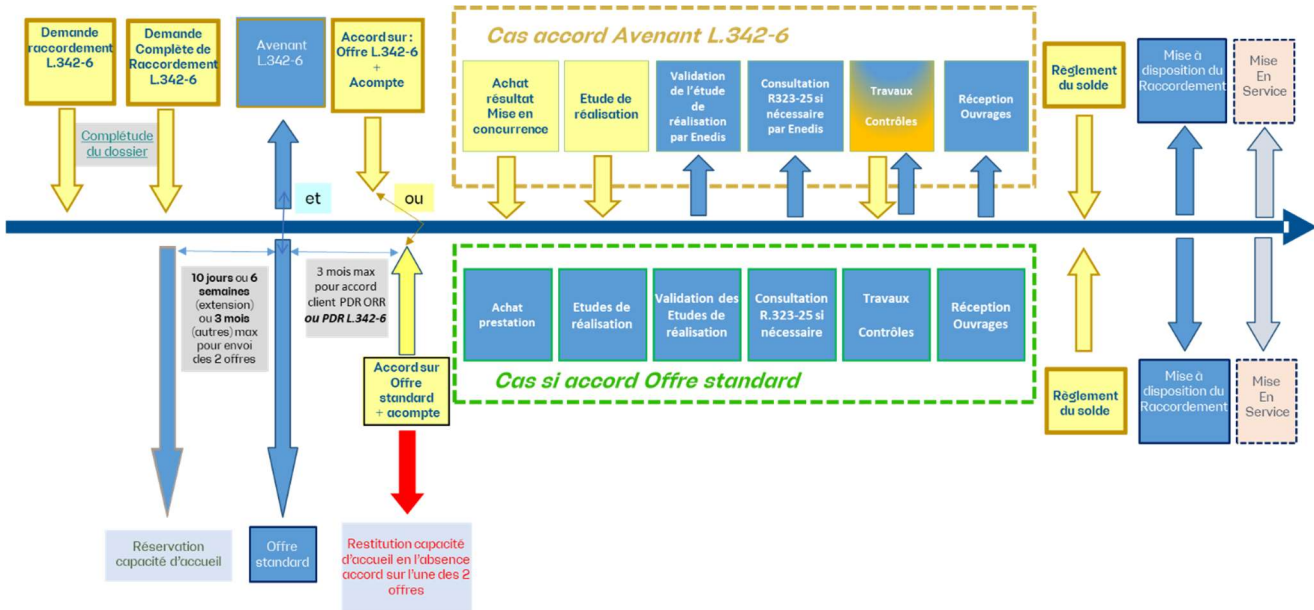 Demande
raccordement
L.342-6
Demande
Complète de
Raccordement
L.342-6
Complétude
du dossier
Avenant
L.342-6
Accord sur :
Offre L.342-6
+
Acompte
et
ou
Cas accord Avenant L.342-6
Achat
résultat
Mise en
concurrence
Etude de
réalisation
Validation
de l'étude
de
réalisation
par Enedis
Consultation
R323-25 si
nécessaire
par Enedis
Travaux
Contrôles
Réception
Ouvrages
Règlement
du solde
Mise à
disposition du
Raccordement
Mise
En
Service
10 jours ou 6
semaines
(extension)
ou 3 mois
(autres) max
pour envoi
des 2 offres
3 mois max
pour accord
client PDR ORR
ou PDR L.342-6
Accord sur
Offre
standard
+ acompte
Achat
prestation
Etudes de
réalisation
Validation des
Etudes de
réalisation
Consultation
R.323-25 si
nécessaire
Travaux
Contrôles
Réception
Ouvrages
Cas si accord Offre standard
Règlement
du solde
Mise à
disposition du
Raccordement
Mise
En
Service
Réservation
capacité d'accueil
Offre
standard
Restitution capacité
d'accueil en l'absence
accord sur l'une des 2
offres